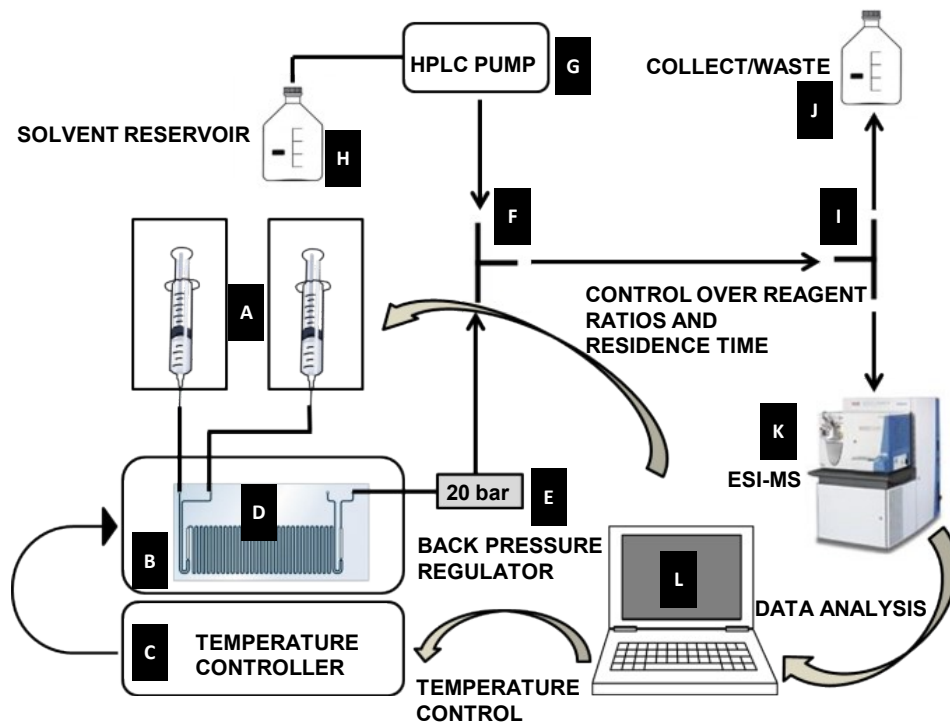 HPLC PUMP
G
COLLECT/WASTE
J
SOLVENT RESERVOIR
H
F
I
A
CONTROL OVER REAGENT
RATIOS AND
RESIDENCE TIME
K
ESI-MS
D
20 bar
E
B
BACK PRESSURE
REGULATOR
L
DATA ANALYSIS
C
TEMPERATURE
CONTROLLER
TEMPERATURE
CONTROL